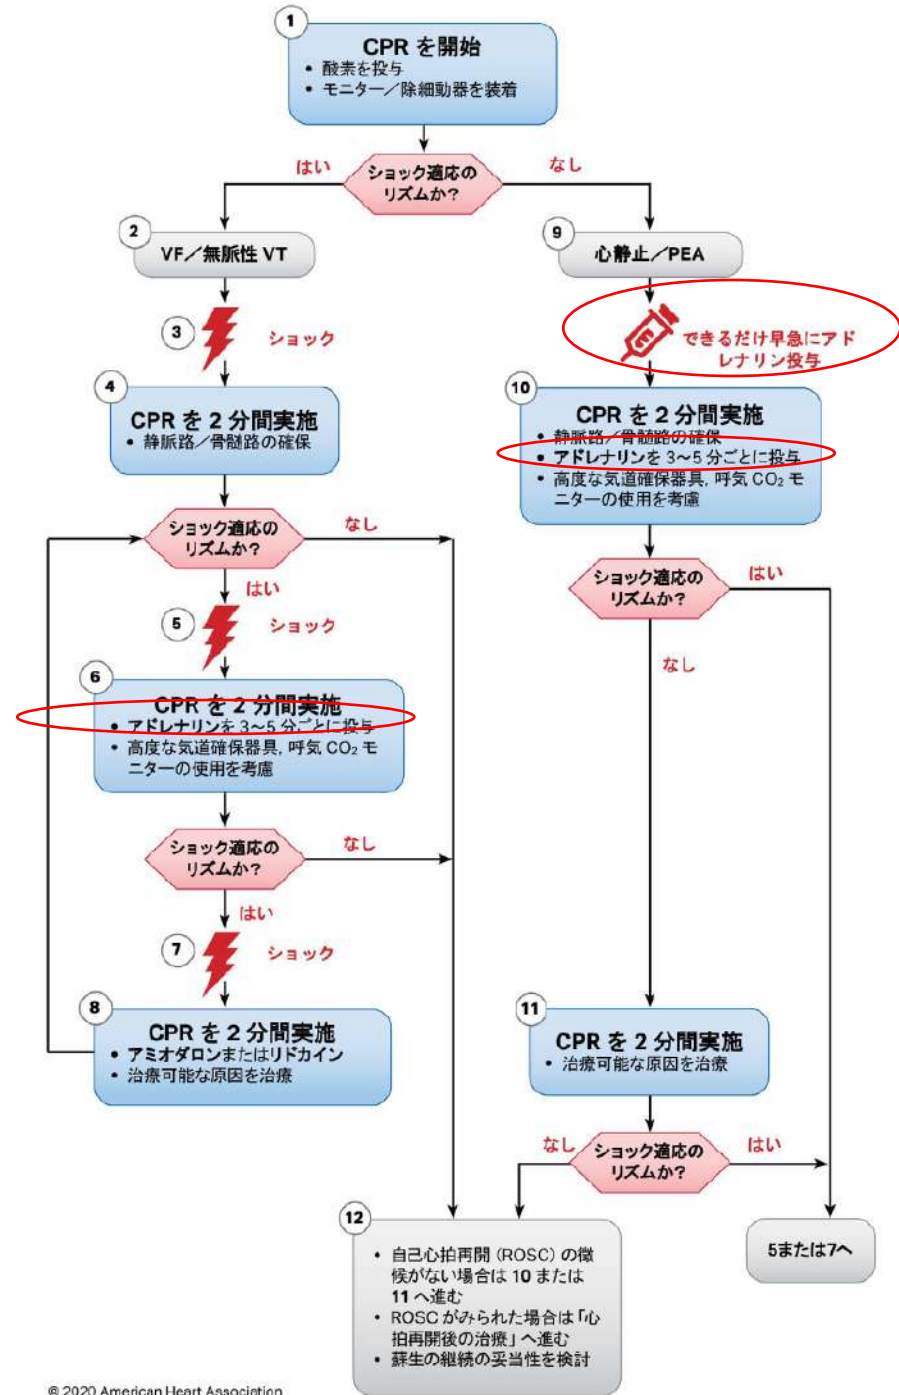 1
CPR を開始
• 酸素を投与
• モニター／除細動器を装着
ショック適応の
リズムか？
はい
なし
2
VF／無脈性 VT
3
ショック
4
CPR を 2 分間実施
• 静脈路／骨髄路の確保
ショック適応の
リズムか？
なし
はい
5
ショック
6
CPR を 2 分間実施
• アドレナリンを 3～5 分ごとに投与
• 高度な気道確保器具，呼気 CO₂ モ
ニターの使用を考慮
ショック適応の
リズムか？
なし
はい
7
ショック
8
CPR を 2 分間実施
• アミオダロンまたはリドカイン
• 治療可能な原因を治療
9
心静止／PEA
できるだけ早急にアド
レナリン投与
10
CPR を 2 分間実施
• 静脈路／骨髄路の確保
• アドレナリンを 3～5 分ごとに投与
• 高度な気道確保器具，呼気 CO₂ モ
ニターの使用を考慮
ショック適応の
リズムか？
はい
なし
11
CPR を 2 分間実施
• 治療可能な原因を治療
ショック適応の
リズムか？
なし
はい
12
• 自己心拍再開（ROSC）の徴
候がない場合は 10 または
11 へ進む
• ROSC がみられた場合は「心
拍再開後の治療」へ進む
• 蘇生の継続の妥当性を検討
5または7へ
© 2020 American Heart Association